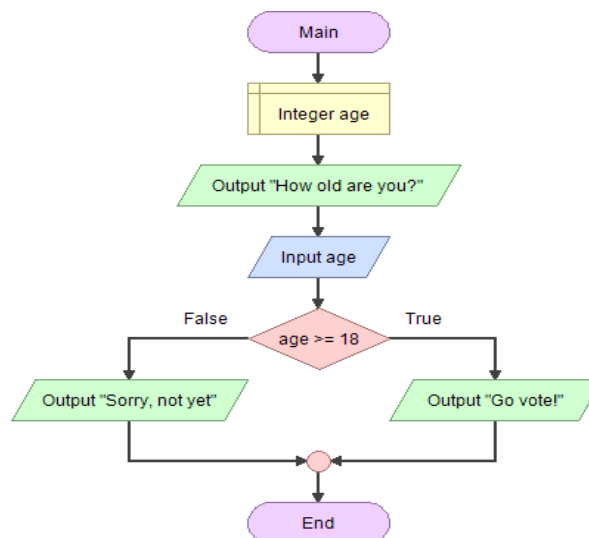 Main
Integer age
Output "How old are you?"
Input age
False
True
age >= 18
Output "Sorry, not yet"
Output "Go vote!"
End